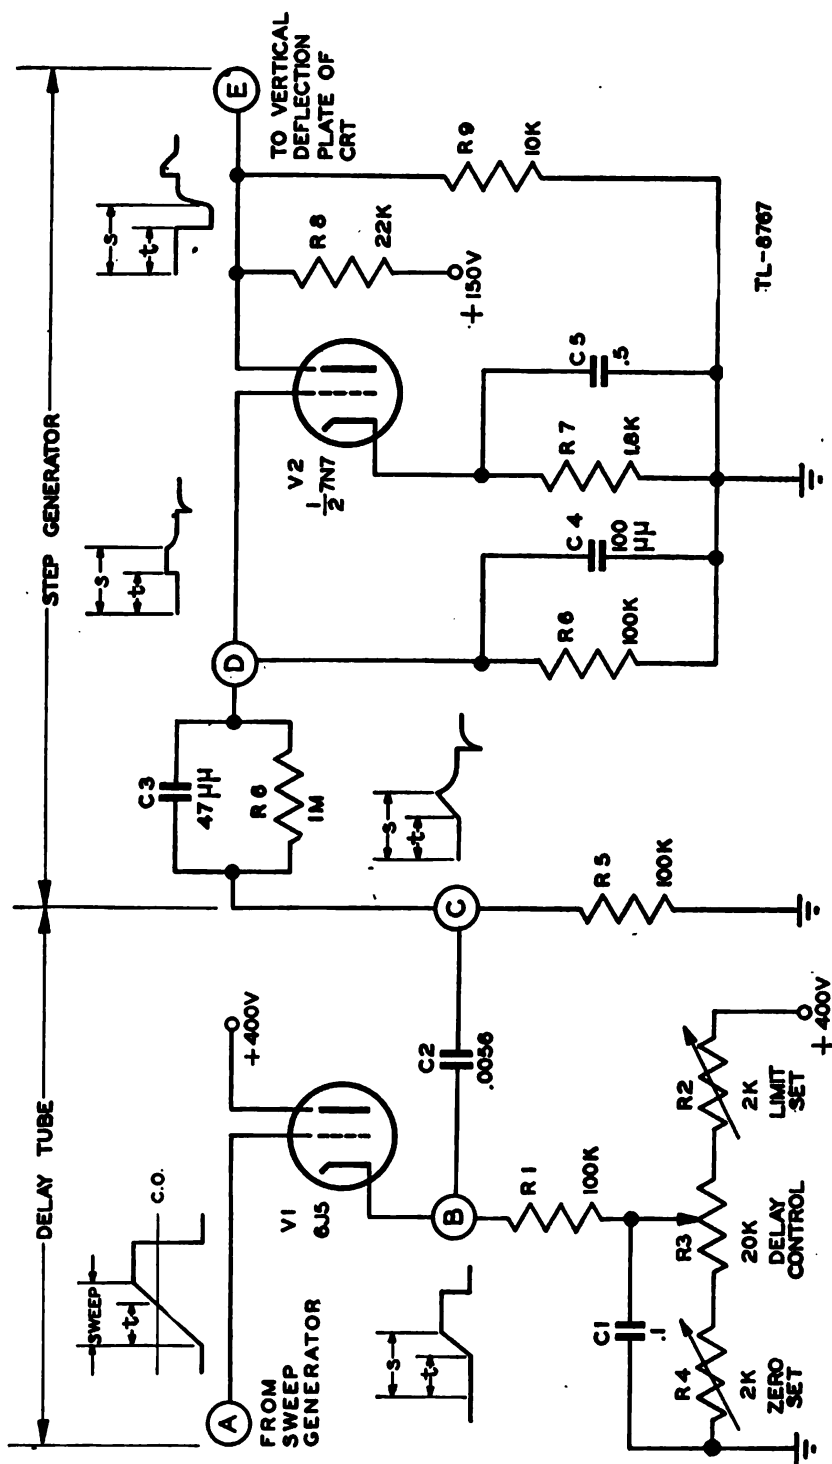 DELAY TUBE
STEP GENERATOR
SWEEP
t
C.O.
A
FROM
SWEEP
GENERATOR
V1
6J5
+400V
s
t
B
C2
.0056
R1
100K
C1
.1
R4
2K
ZERO
SET
R3
20K
DELAY
CONTROL
R2
2K
LIMIT
SET
+400V
C
R5
100K
s
t
C3
47μμ
R6
1M
D
s
t
R6
100K
C4
100
μμ
V2
1/2 7N7
R7
1.8K
C5
.5
s
t
R8
22K
+150V
E
TO VERTICAL
DEFLECTION
PLATE OF
CRT
R9
10K
TL-8767